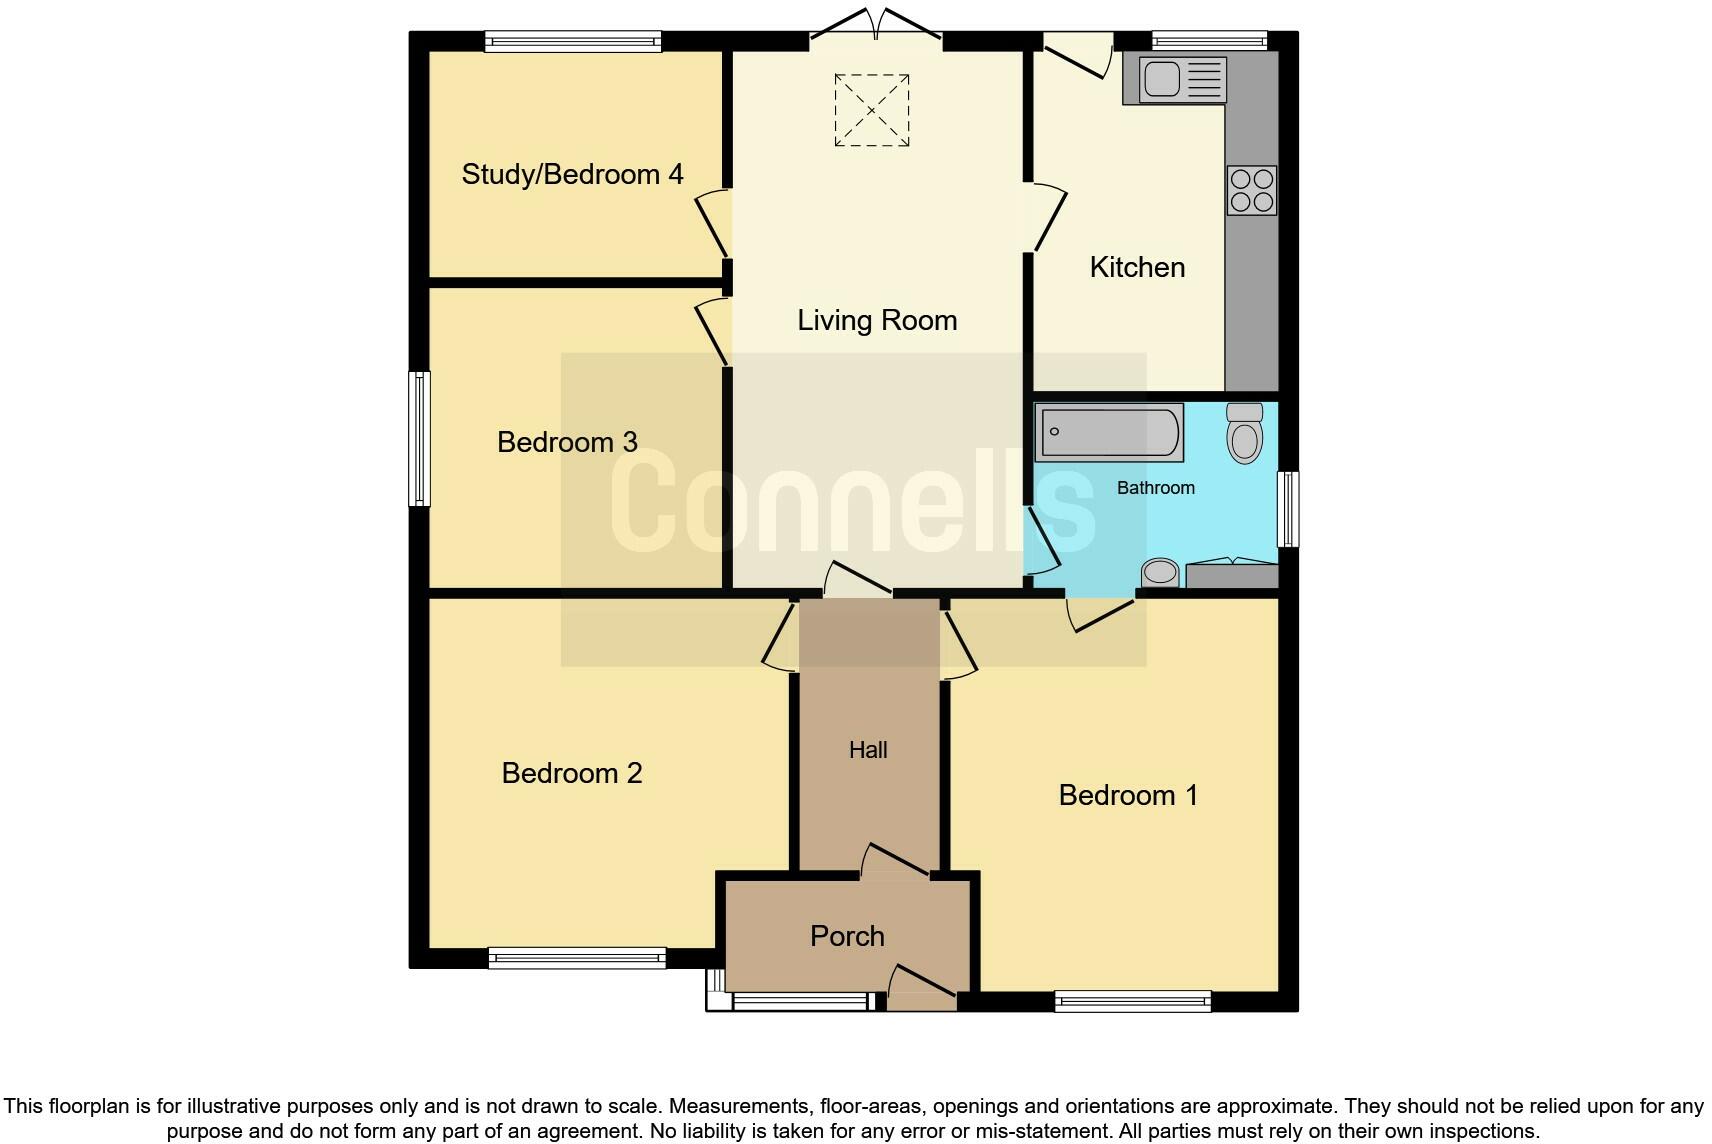 Study/Bedroom 4
Kitchen
Living Room
Bedroom 3
Connells
Bathroom
Hall
Bedroom 2
Bedroom 1
Porch
This floorplan is for illustrative purposes only and is not drawn to scale. Measurements, floor-areas, openings and orientations are approximate. They should not be relied upon for any
purpose and do not form any part of an agreement. No liability is taken for any error or mis-statement. All parties must rely on their own inspections.